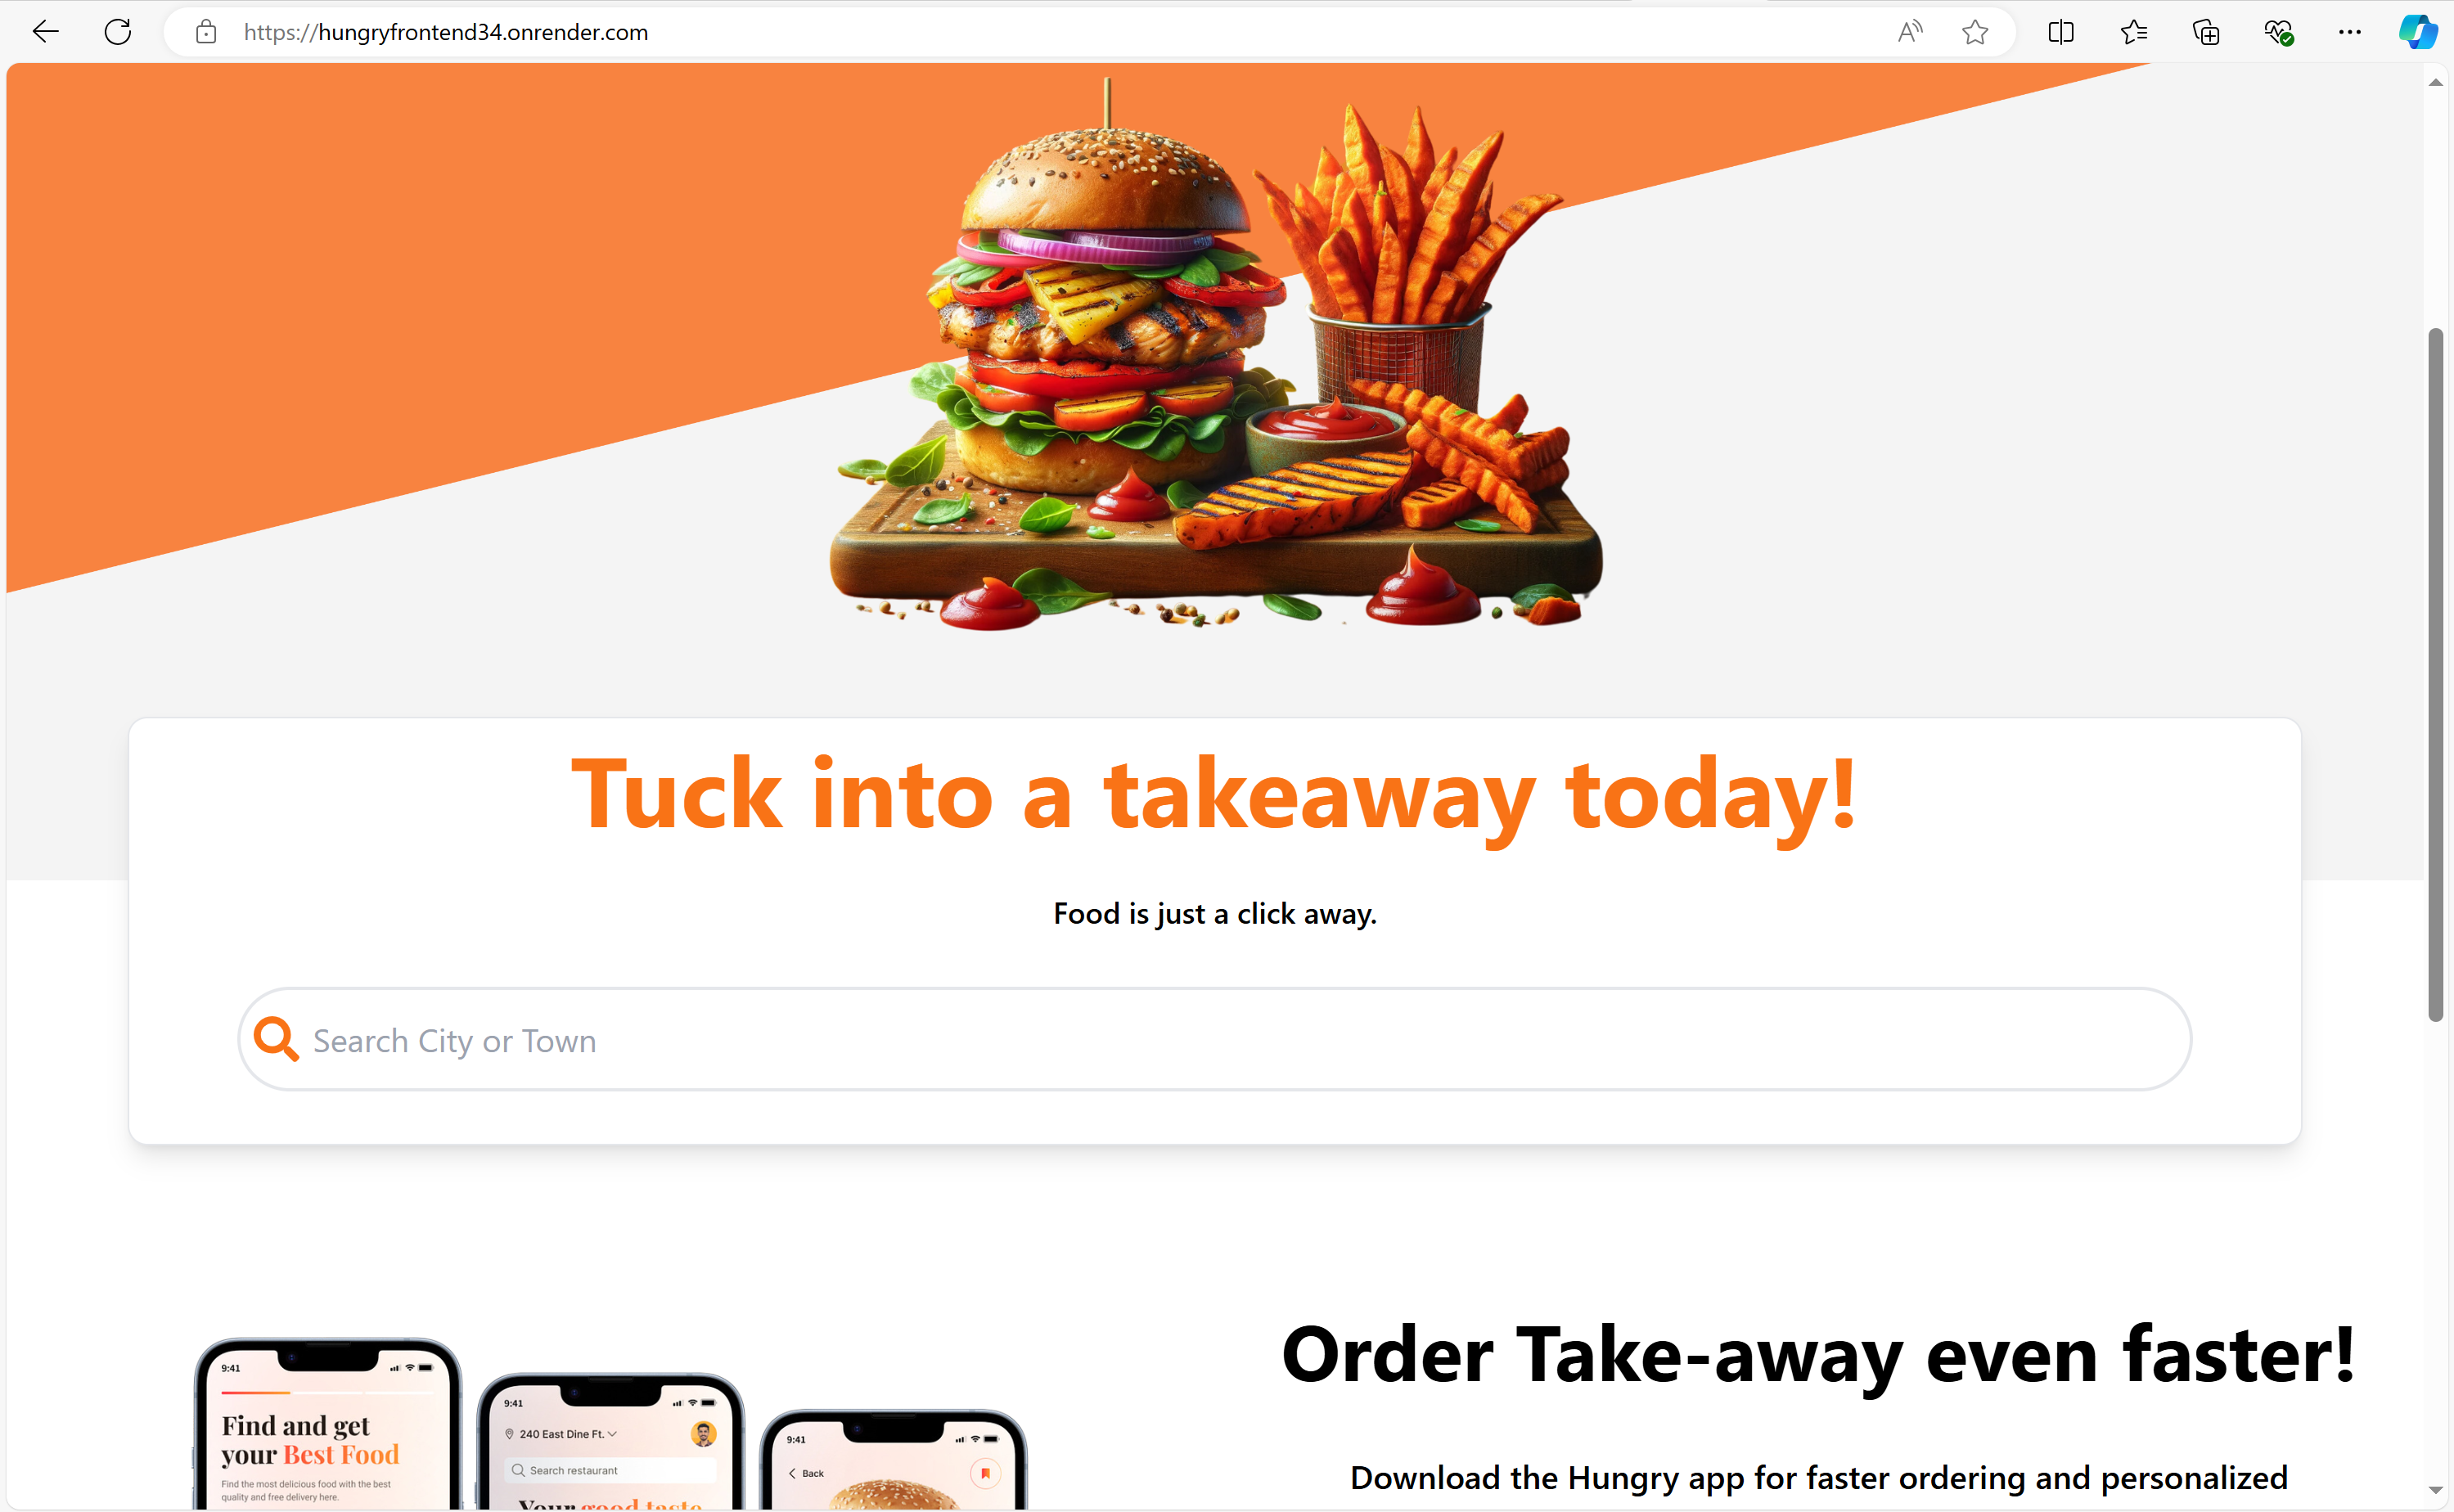 https://hungryfrontend34.onrender.com
Tuck into a takeaway today!
Food is just a click away.
Search City or Town
Order Take-away even faster!
Download the Hungry app for faster ordering and personalized
9:41
Find and get
your Best Food
Find the most delicious food with the best
quality and free delivery here.
9:41
240 East Dine Ft.
Search restaurant
Your good taste
9:41
Back